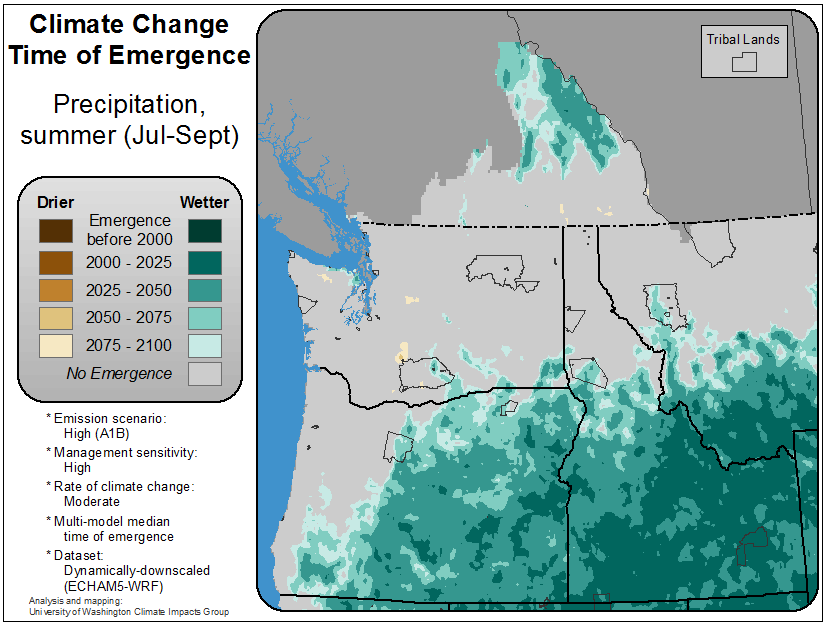 Climate Change
Time of Emergence
Precipitation,
summer (Jul-Sept)
Drier Wetter
Emergence
before 2000
2000 - 2025
2025 - 2050
2050 - 2075
2075 - 2100
No Emergence
* Emission scenario:
High (A1B)
* Management sensitivity:
High
* Rate of climate change:
Moderate
* Multi-model median
time of emergence
* Dataset:
Dynamically-downscaled
(ECHAM5-WRF)
Analysis and mapping:
University of Washington Climate Impacts Group
Tribal Lands